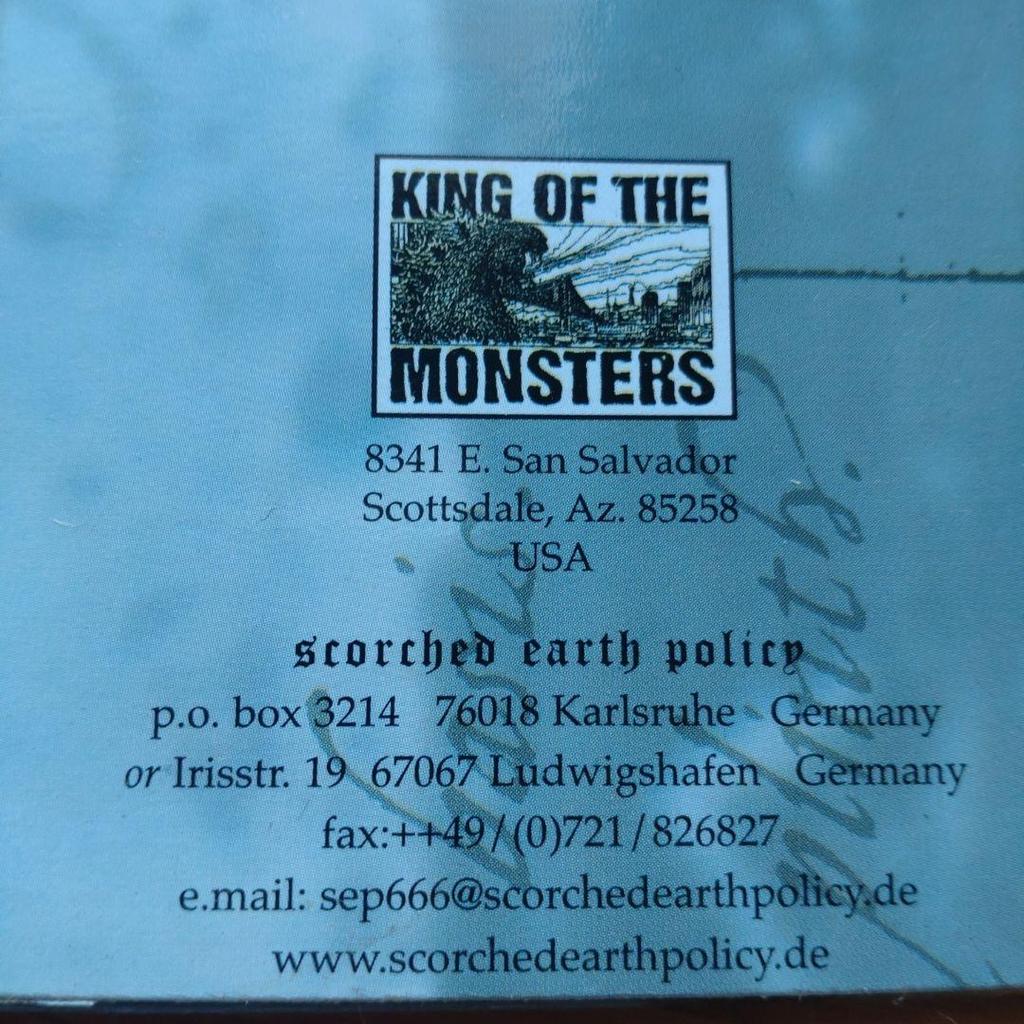 KING OF THE
MONSTERS
8341 E. San Salvador
Scottsdale, Az. 85258
USA
scorched earth policy
p.o. box 3214 76018 Karlsruhe Germany
or Irisstr. 19 67067 Ludwigshafen Germany
fax:++49/(0)721/826827
e.mail: sep666@scorchedearthpolicy.de
www.scorchedearthpolicy.de